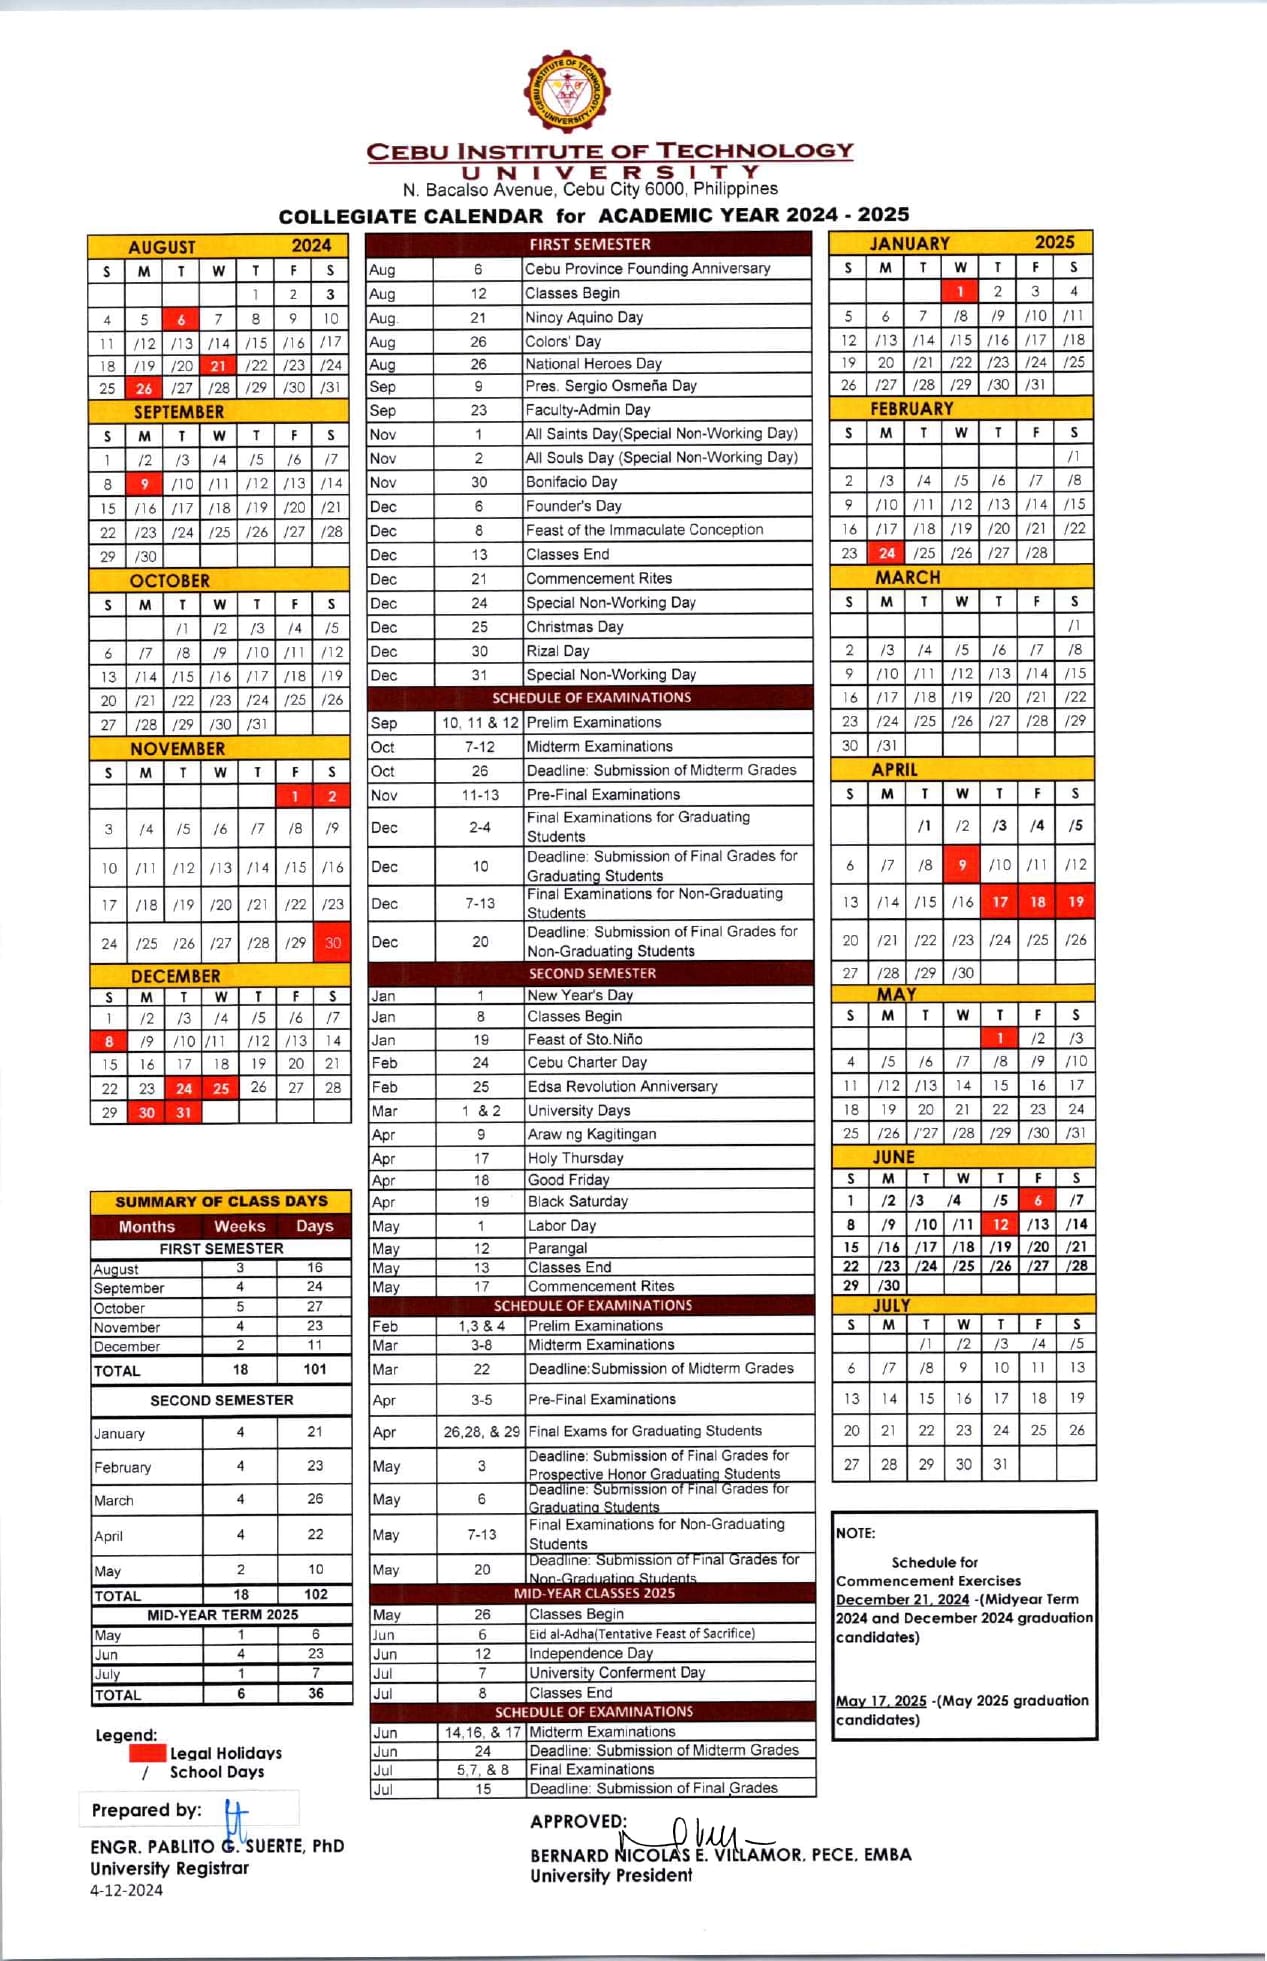 CEBU INSTITUTE OF TECHNOLOGY
UNIVERSITY
CEBU INSTITUTE OF TECHNOLOGY
UNIVERSITY
N. Bacalso Avenue, Cebu City 6000, Philippines
COLLEGIATE CALENDAR for ACADEMIC YEAR 2024 - 2025
AUGUST 2024
S M T W T F S
1 2 3
4 5 6 7 8 9 10
11 /12 /13 /14 /15 /16 /17
18 /19 /20 21 /22 /23 /24
25 26 /27 /28 /29 /30 /31
SEPTEMBER
S M T W T F S
1 /2 /3 /4 /5 /6 /7
8 9 /10 /11 /12 /13 /14
15 /16 /17 /18 /19 /20 /21
22 /23 /24 /25 /26 /27 /28
29 /30
OCTOBER
S M T W T F S
/1 /2 /3 /4 /5
6 /7 /8 /9 /10 /11 /12
13 /14 /15 /16 /17 /18 /19
20 /21 /22 /23 /24 /25 /26
27 /28 /29 /30 /31
NOVEMBER
S M T W T F S
1 2
3 /4 /5 /6 /7 /8 /9
10 /11 /12 /13 /14 /15 /16
17 /18 /19 /20 /21 /22 /23
24 /25 /26 /27 /28 /29 30
DECEMBER
S M T W T F S
1 /2 /3 /4 /5 /6 /7
8 /9 /10 /11 /12 /13 14
15 16 17 18 19 20 21
22 23 24 25 26 27 28
29 30 31
SUMMARY OF CLASS DAYS
Months Weeks Days
FIRST SEMESTER
August 3 16
September 4 24
October 5 27
November 4 23
December 2 11
TOTAL 18 101
SECOND SEMESTER
January 4 21
February 4 23
March 4 26
April 4 22
May 2 10
TOTAL 18 102
MID-YEAR TERM 2025
May 1 6
Jun 4 23
July 1 7
TOTAL 6 36
Legend:
Legal Holidays
/ School Days
Prepared by:
ENGR. PABLITO G. SUERTE, PhD
University Registrar
4-12-2024
FIRST SEMESTER
Aug 6 Cebu Province Founding Anniversary
Aug 12 Classes Begin
Aug. 21 Ninoy Aquino Day
Aug 26 Colors' Day
Aug 26 National Heroes Day
Sep 9 Pres. Sergio Osmeña Day
Sep 23 Faculty-Admin Day
Nov 1 All Saints Day(Special Non-Working Day)
Nov 2 All Souls Day (Special Non-Working Day)
Nov 30 Bonifacio Day
Dec 6 Founder's Day
Dec 8 Feast of the Immaculate Conception
Dec 13 Classes End
Dec 21 Commencement Rites
Dec 24 Special Non-Working Day
Dec 25 Christmas Day
Dec 30 Rizal Day
Dec 31 Special Non-Working Day
SCHEDULE OF EXAMINATIONS
Sep 10, 11 & 12 Prelim Examinations
Oct 7-12 Midterm Examinations
Oct 26 Deadline: Submission of Midterm Grades
Nov 11-13 Pre-Final Examinations
Dec 2-4 Final Examinations for Graduating
Students
Dec 10 Deadline: Submission of Final Grades for
Graduating Students
Dec 7-13 Final Examinations for Non-Graduating
Students
Dec 20 Deadline: Submission of Final Grades for
Non-Graduating Students
SECOND SEMESTER
Jan 1 New Year's Day
Jan 8 Classes Begin
Jan 19 Feast of Sto.Niño
Feb 24 Cebu Charter Day
Feb 25 Edsa Revolution Anniversary
Mar 1 & 2 University Days
Apr 9 Araw ng Kagitingan
Apr 17 Holy Thursday
Apr 18 Good Friday
Apr 19 Black Saturday
May 1 Labor Day
May 12 Parangal
May 13 Classes End
May 17 Commencement Rites
SCHEDULE OF EXAMINATIONS
Feb 1,3 & 4 Prelim Examinations
Mar 3-8 Midterm Examinations
Mar 22 Deadline:Submission of Midterm Grades
Apr 3-5 Pre-Final Examinations
Apr 26,28, & 29 Final Exams for Graduating Students
May 3 Deadline: Submission of Final Grades for
Prospective Honor Graduating Students
May 6 Deadline: Submission of Final Grades for
Graduating Students
May 7-13 Final Examinations for Non-Graduating
Students
May 20 Deadline: Submission of Final Grades for
Non-Graduating Students
MID-YEAR CLASSES 2025
May 26 Classes Begin
Jun 6 Eid al-Adha(Tentative Feast of Sacrifice)
Jun 12 Independence Day
Jul 7 University Conferment Day
Jul 8 Classes End
SCHEDULE OF EXAMINATIONS
Jun 14,16, & 17 Midterm Examinations
Jun 24 Deadline: Submission of Midterm Grades
Jul 5,7, & 8 Final Examinations
Jul 15 Deadline: Submission of Final Grades
APPROVED:
BERNARD NICOLAS E. VILLAMOR, PECE, EMBA
University President
JANUARY 2025
S M T W T F S
1 2 3 4
5 6 7 /8 /9 /10 /11
12 /13 /14 /15 /16 /17 /18
19 20 /21 /22 /23 /24 /25
26 /27 /28 /29 /30 /31
FEBRUARY
S M T W T F S
/1
2 /3 /4 /5 /6 /7 /8
9 /10 /11 /12 /13 /14 /15
16 /17 /18 /19 /20 /21 /22
23 24 /25 /26 /27 /28
MARCH
S M T W T F S
/1
2 /3 /4 /5 /6 /7 /8
9 /10 /11 /12 /13 /14 /15
16 /17 /18 /19 /20 /21 /22
23 /24 /25 /26 /27 /28 /29
30 /31
APRIL
S M T W T F S
/1 /2 /3 /4 /5
6 /7 /8 9 /10 /11 /12
13 /14 /15 /16 17 18 19
20 /21 /22 /23 /24 /25 /26
27 /28 /29 /30
MAY
S M T W T F S
1 /2 /3
4 /5 /6 /7 /8 /9 /10
11 /12 /13 14 15 16 17
18 19 20 21 22 23 24
25 /26 /27 /28 /29 /30 /31
JUNE
S M T W T F S
1 /2 /3 /4 /5 6 /7
8 /9 /10 /11 12 /13 /14
15 /16 /17 /18 /19 /20 /21
22 /23 /24 /25 /26 /27 /28
29 /30
JULY
S M T W T F S
/1 /2 /3 /4 /5
6 /7 /8 9 10 11 13
13 14 15 16 17 18 19
20 21 22 23 24 25 26
27 28 29 30 31
NOTE:
Schedule for
Commencement Exercises
December 21, 2024 -(Midyear Term
2024 and December 2024 graduation
candidates)
May 17, 2025 -(May 2025 graduation
candidates)